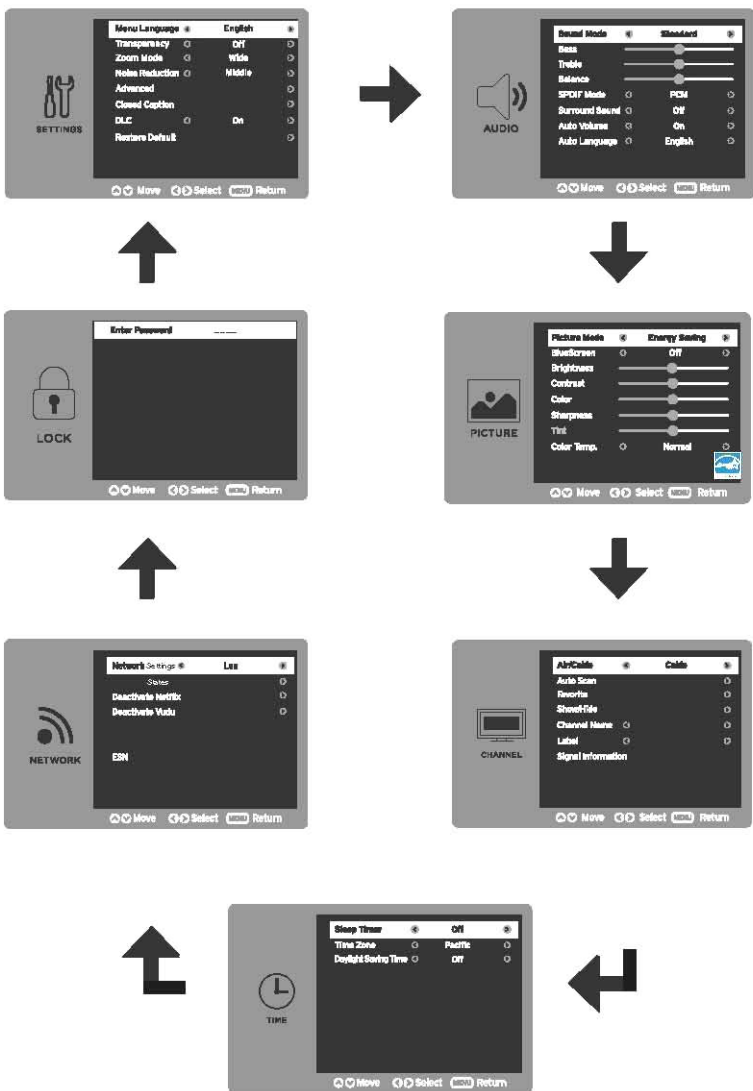 SETTINGS
Menu Language English
Transparency Off
Zoom Mode Wide
Noise Reduction Middle
Advanced
Closed Caption
DLC On
Restore Default
Move Select MENU Return
AUDIO
Sound Mode Standard
Bass
Treble
Balance
SPDIF Mode PCM
Surround Sound Off
Auto Volume On
Auto Language English
Move Select MENU Return
LOCK
Enter Password ____
Move Select MENU Return
PICTURE
Picture Mode Energy Saving
BlueScreen Off
Brightness
Contrast
Color
Sharpness
Tint
Color Temp. Normal
Move Select MENU Return
NETWORK
Network Settings
States
Deactivate Netflix
Deactivate Vudu
ESN
Move Select MENU Return
CHANNEL
Air/Cable Cable
Auto Scan
Favorite
Show/Hide
Channel Name
Label
Signal Information
Move Select MENU Return
TIME
Sleep Timer Off
Time Zone Pacific
Daylight Saving Time Off
Move Select MENU Return